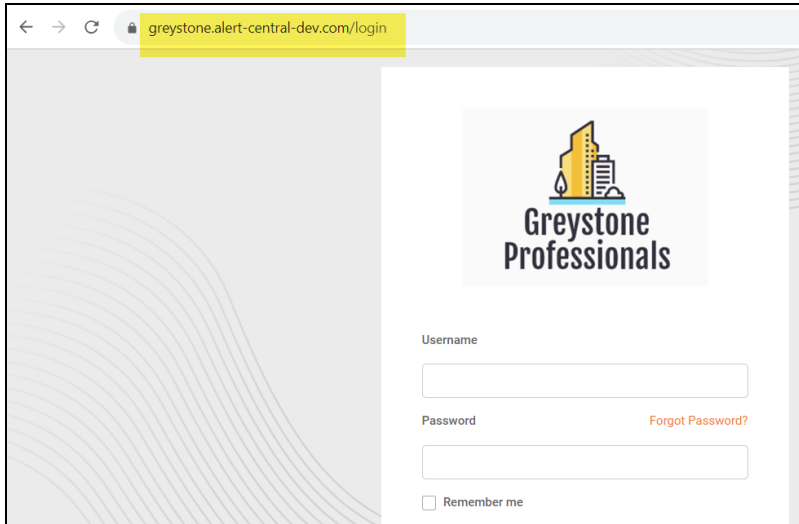 greystone.alert-central-dev.com/login
Greystone
Professionals
Username
Password Forgot Password?
Remember me